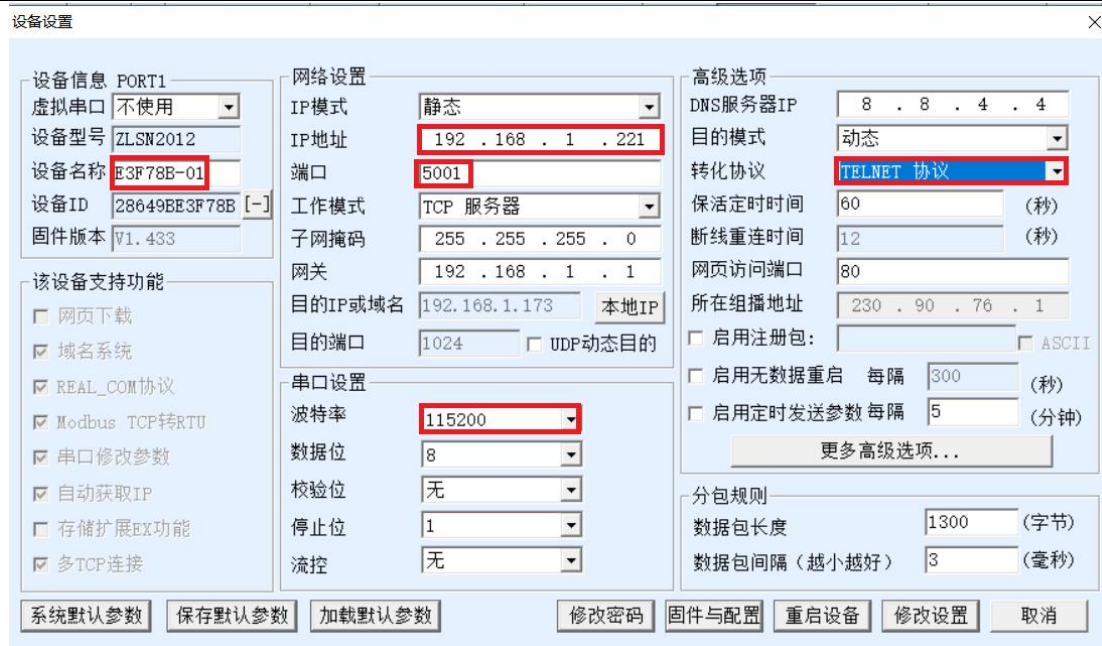 设备设置
设备信息 PORT1
虚拟串口 不使用
设备型号 ZLSN2012
设备名称 E3F78B-01
设备ID 28649BE3F78B [-]
固件版本 V1.433
该设备支持功能
网页下载
域名系统
REAL_COM协议
Modbus TCP转RTU
串口修改参数
自动获取IP
存储扩展EX功能
多TCP连接
网络设置
IP模式 静态
IP地址 192 . 168 . 1 . 221
端口 5001
工作模式 TCP 服务器
子网掩码 255 . 255 . 255 . 0
网关 192 . 168 . 1 . 1
目的IP或域名 192.168.1.173 本地IP
目的端口 1024 UDP动态目的
串口设置
波特率 115200
数据位 8
校验位 无
停止位 1
流控 无
高级选项
DNS服务器IP 8 . 8 . 4 . 4
目的模式 动态
转化协议 TELNET 协议
保活定时时间 60 (秒)
断线重连时间 12 (秒)
网页访问端口 80
所在组播地址 230 . 90 . 76 . 1
启用注册包: ASCII
启用无数据重启 每隔 300 (秒)
启用定时发送参数 每隔 5 (分钟)
更多高级选项...
分包规则
数据包长度 1300 (字节)
数据包间隔(越小越好) 3 (毫秒)
系统默认参数 保存默认参数 加载默认参数 修改密码 固件与配置 重启设备 修改设置 取消